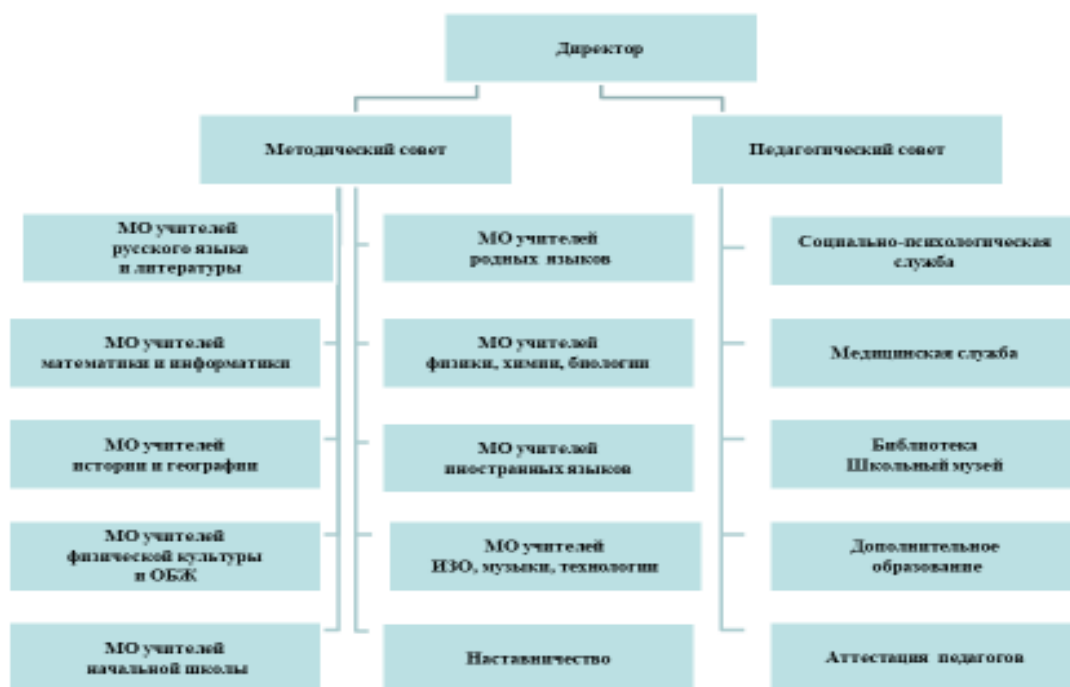 Директор
Методический совет
Педагогический совет
МО учителей
русского языка
и литературы
МО учителей
родных языков
Социально-психологическая
служба
МО учителей
математики и информатики
МО учителей
физики, химии, биологии
Медицинская служба
МО учителей
истории и географии
МО учителей
иностранных языков
Библиотека
Школьный музей
МО учителей
физической культуры
и ОБЖ
МО учителей
ИЗО, музыки, технологии
Дополнительное
образование
МО учителей
начальной школы
Наставничество
Аттестация педагогов